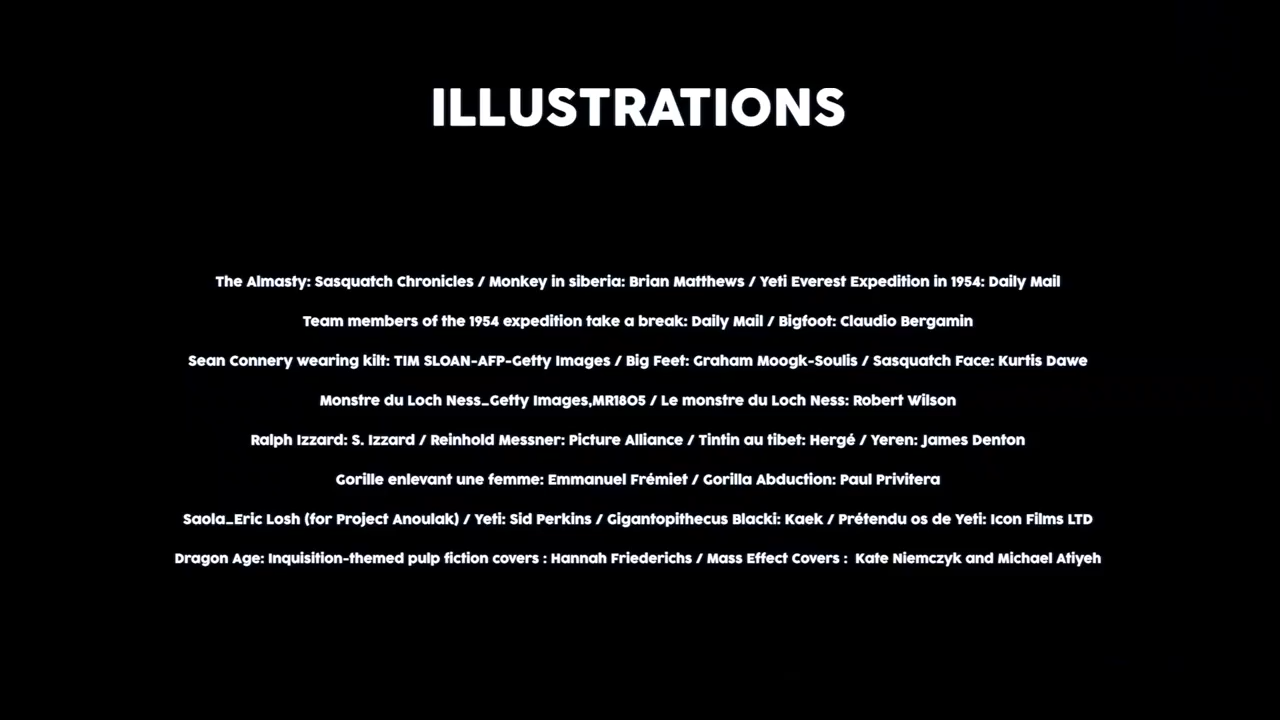 ILLUSTRATIONS
The Almasty: Sasquatch Chronicles / Monkey in siberia: Brian Matthews / Yeti Everest Expedition in 1954: Daily Mail
Team members of the 1954 expedition take a break: Daily Mail / Bigfoot: Claudio Bergamin
Sean Connery wearing kilt: TIM SLOAN-AFP-Getty Images / Big Feet: Graham Moogk-Soulis / Sasquatch Face: Kurtis Dawe
Monstre du Loch Ness_Getty Images,MR1805 / Le monstre du Loch Ness: Robert Wilson
Ralph Izzard: S. Izzard / Reinhold Messner: Picture Alliance / Tintin au tibet: Hergé / Yeren: James Denton
Gorille enlevant une femme: Emmanuel Frémiet / Gorilla Abduction: Paul Privitera
Saola_Eric Losh (for Project Anoulak) / Yeti: Sid Perkins / Gigantopithecus Blacki: Kaek / Prétendu os de Yeti: Icon Films LTD
Dragon Age: Inquisition-themed pulp fiction covers : Hannah Friederichs / Mass Effect Covers :  Kate Niemczyk and Michael Atiyeh